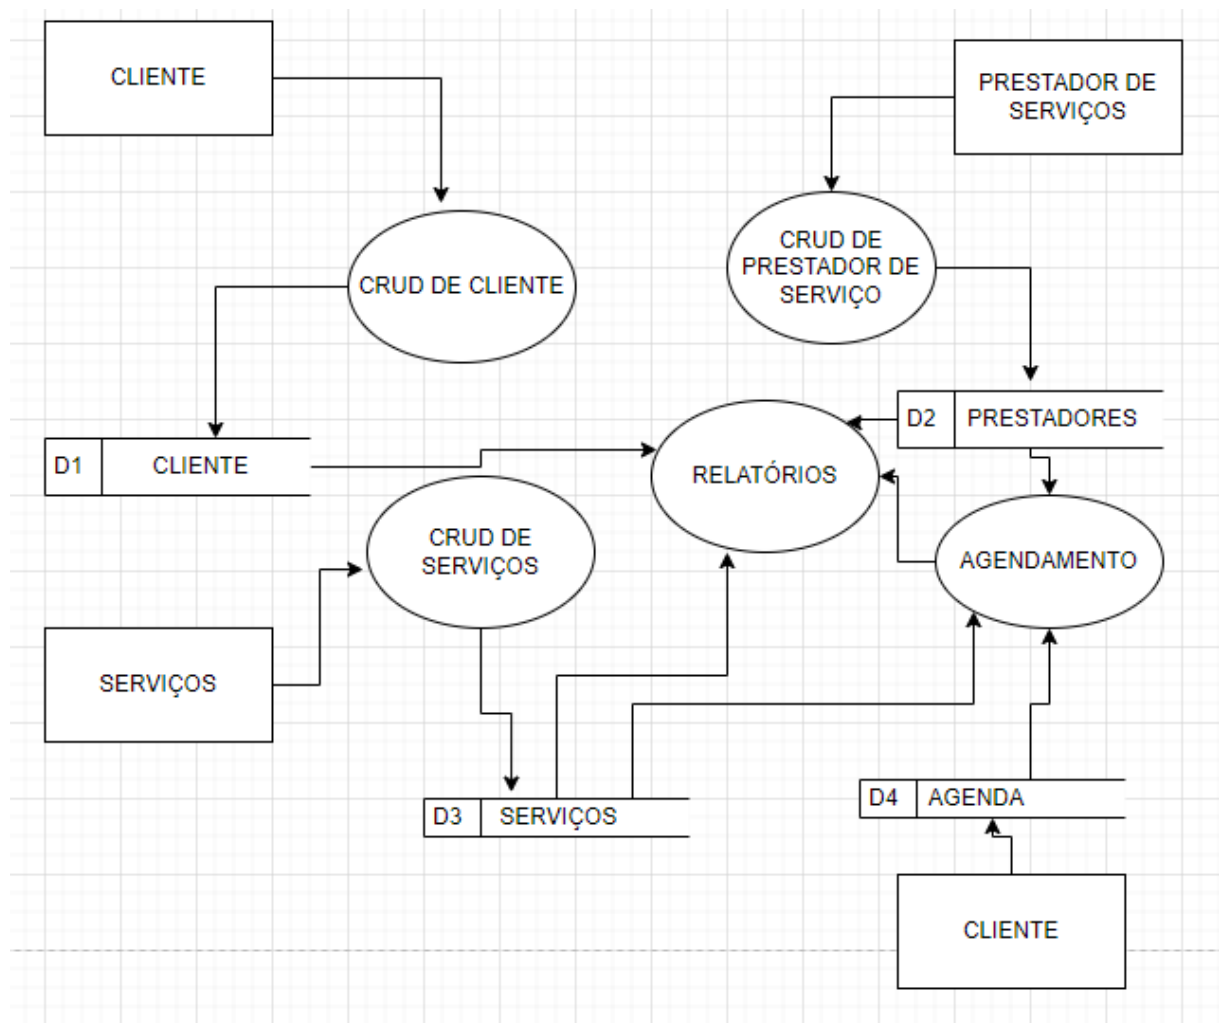 CLIENTE
PRESTADOR DE
SERVIÇOS
CRUD DE
PRESTADOR DE
SERVIÇO
CRUD DE CLIENTE
D2
PRESTADORES
D1
CLIENTE
RELATÓRIOS
CRUD DE
SERVIÇOS
AGENDAMENTO
SERVIÇOS
D4
AGENDA
D3
SERVIÇOS
CLIENTE